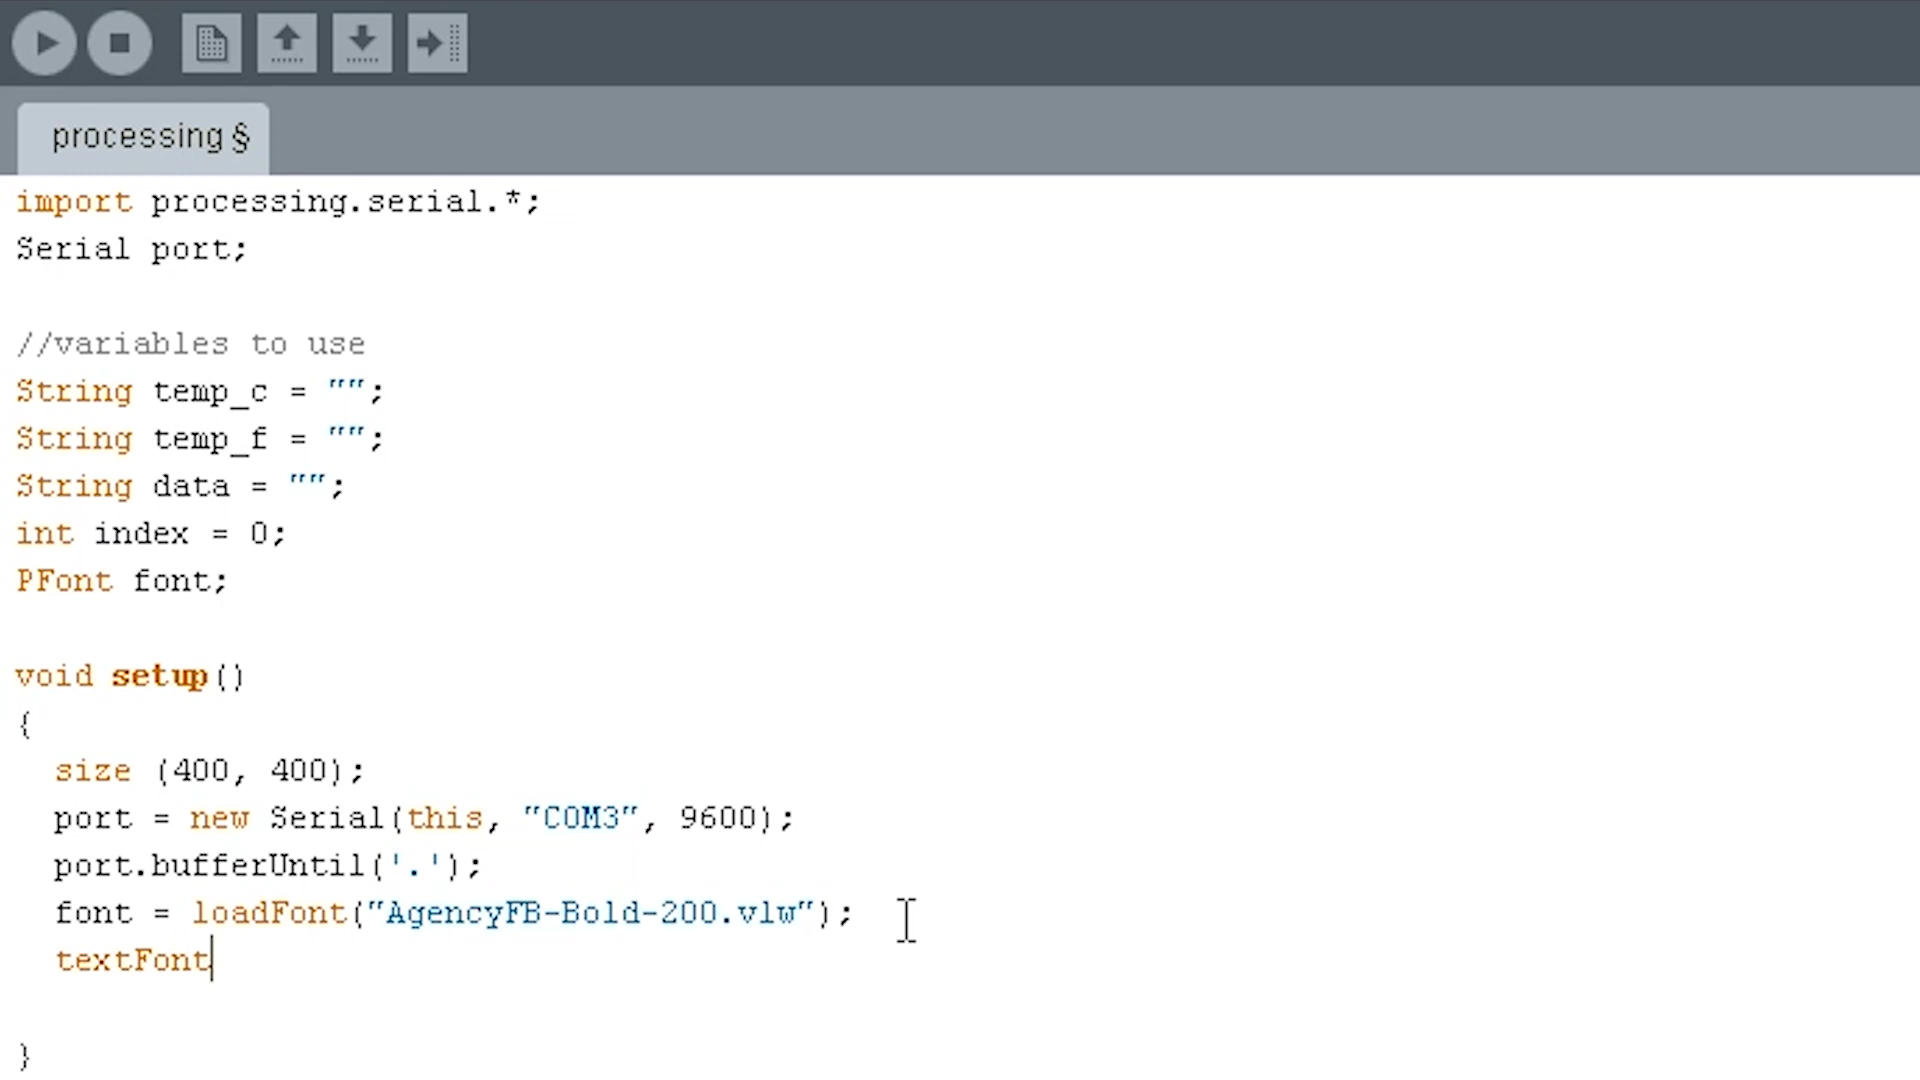 processing §
import processing.serial.*;
Serial port;
//variables to use
String temp_c = "";
String temp_f = "";
String data = "";
int index = 0;
PFont font;
void setup()
{
size (400, 400);
port = new Serial(this, "COM3", 9600);
port.bufferUntil('.');
font = loadFont("AgencyFB-Bold-200.vlw");
textFont
}